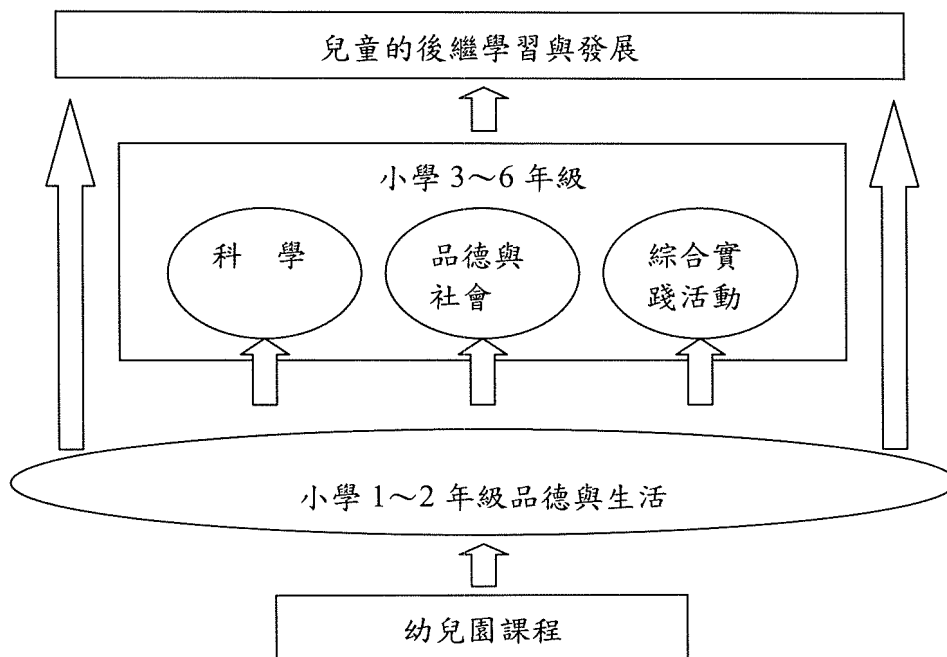 兒童的後繼學習與發展
小學 3～6 年級
科 學
品德與
社會
綜合實
踐活動
小學 1～2 年級品德與生活
幼兒園課程